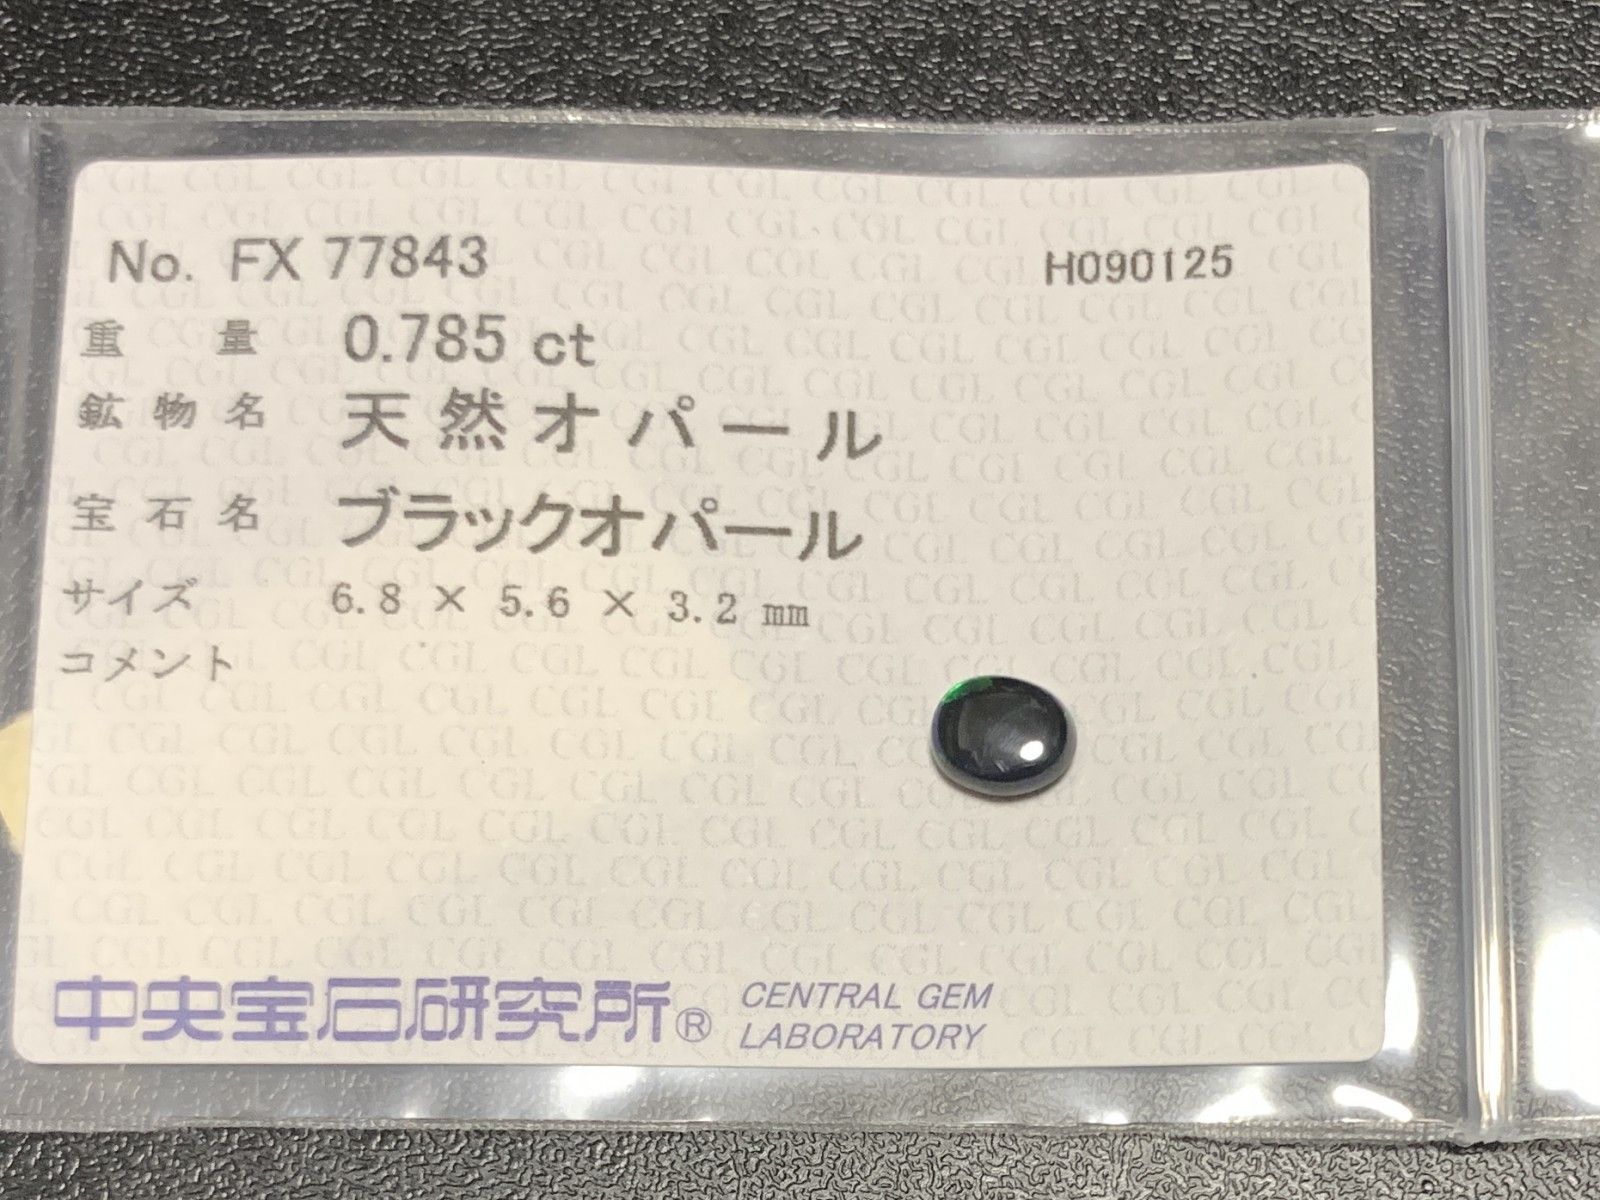 No. FX 77843 H090125
重量 0.785 ct
鉱物名 天然オパール
宝石名 ブラックオパール
サイズ 6.8 × 5.6 × 3.2 mm
コメント
中央宝石研究所® CENTRAL GEM
LABORATORY